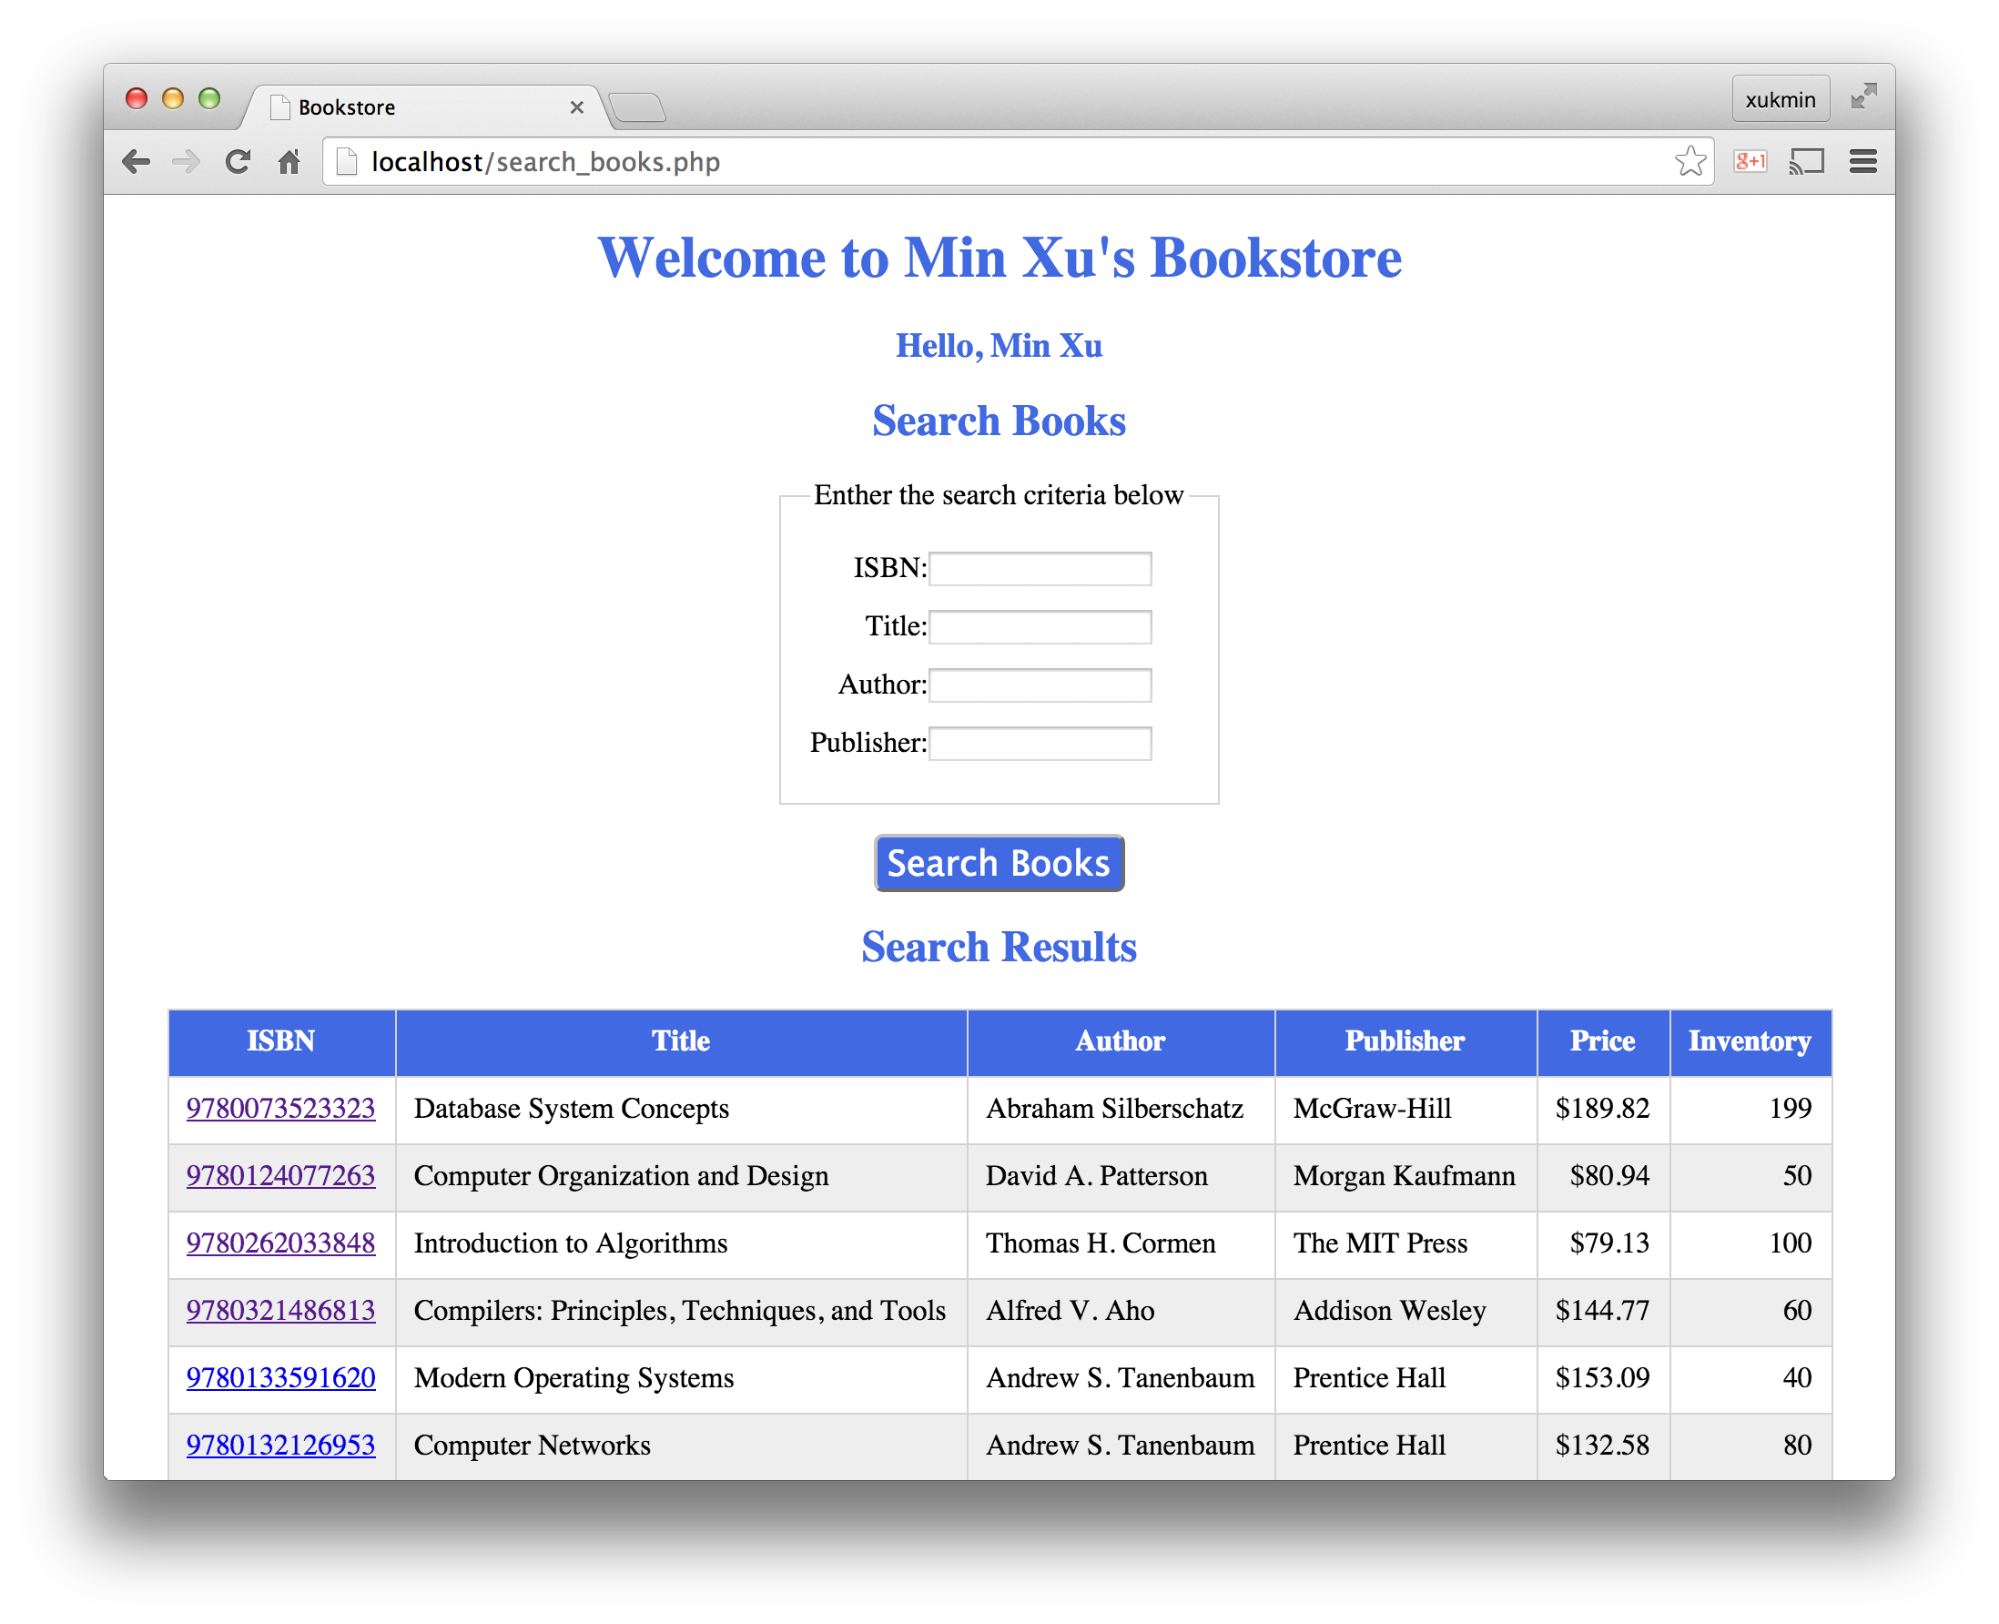 Bookstore
xukmin
localhost/search_books.php
g+1
Welcome to Min Xu's Bookstore
Hello, Min Xu
Search Books
Enther the search criteria below
ISBN:
Title:
Author:
Publisher:
Search Books
Search Results
ISBN Title Author Publisher Price Inventory
9780073523323 Database System Concepts Abraham Silberschatz McGraw-Hill $189.82 199
9780124077263 Computer Organization and Design David A. Patterson Morgan Kaufmann $80.94 50
9780262033848 Introduction to Algorithms Thomas H. Cormen The MIT Press $79.13 100
9780321486813 Compilers: Principles, Techniques, and Tools Alfred V. Aho Addison Wesley $144.77 60
9780133591620 Modern Operating Systems Andrew S. Tanenbaum Prentice Hall $153.09 40
9780132126953 Computer Networks Andrew S. Tanenbaum Prentice Hall $132.58 80